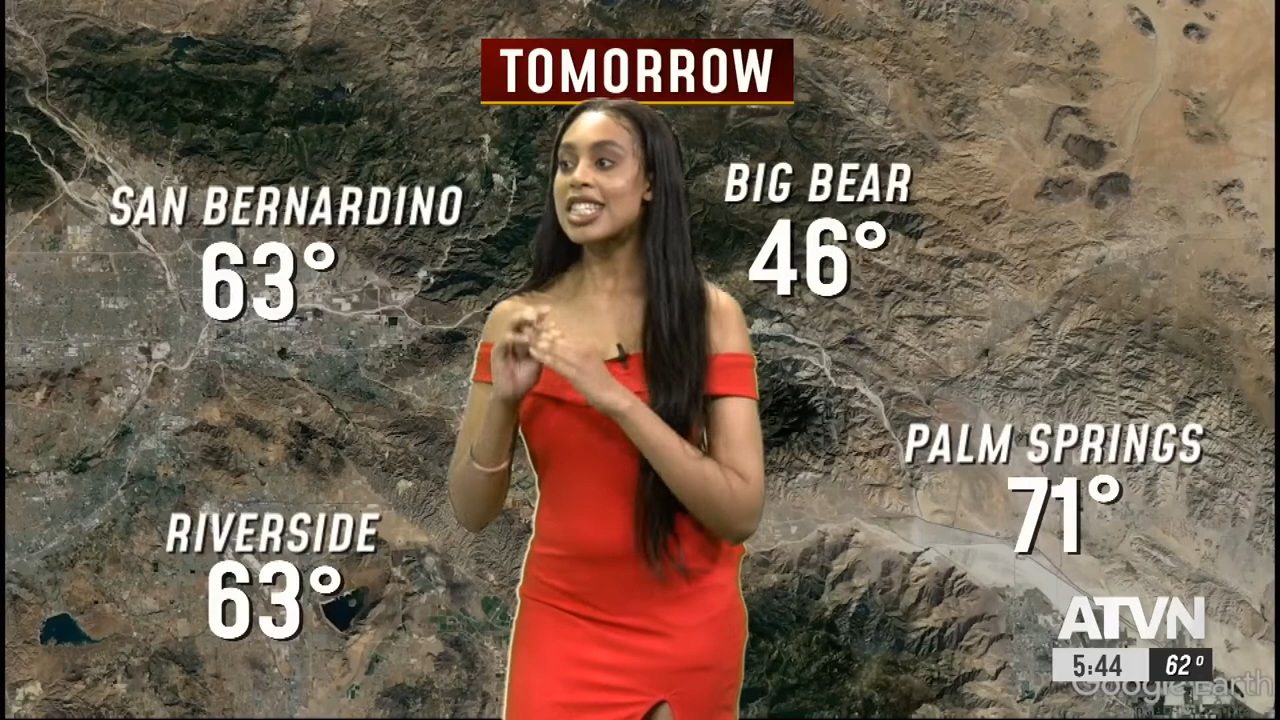 TOMORROW
SAN BERNARDINO
63°
BIG BEAR
46°
PALM SPRINGS
71°
RIVERSIDE
63°
ATVN
5:44 62°
Google Earth